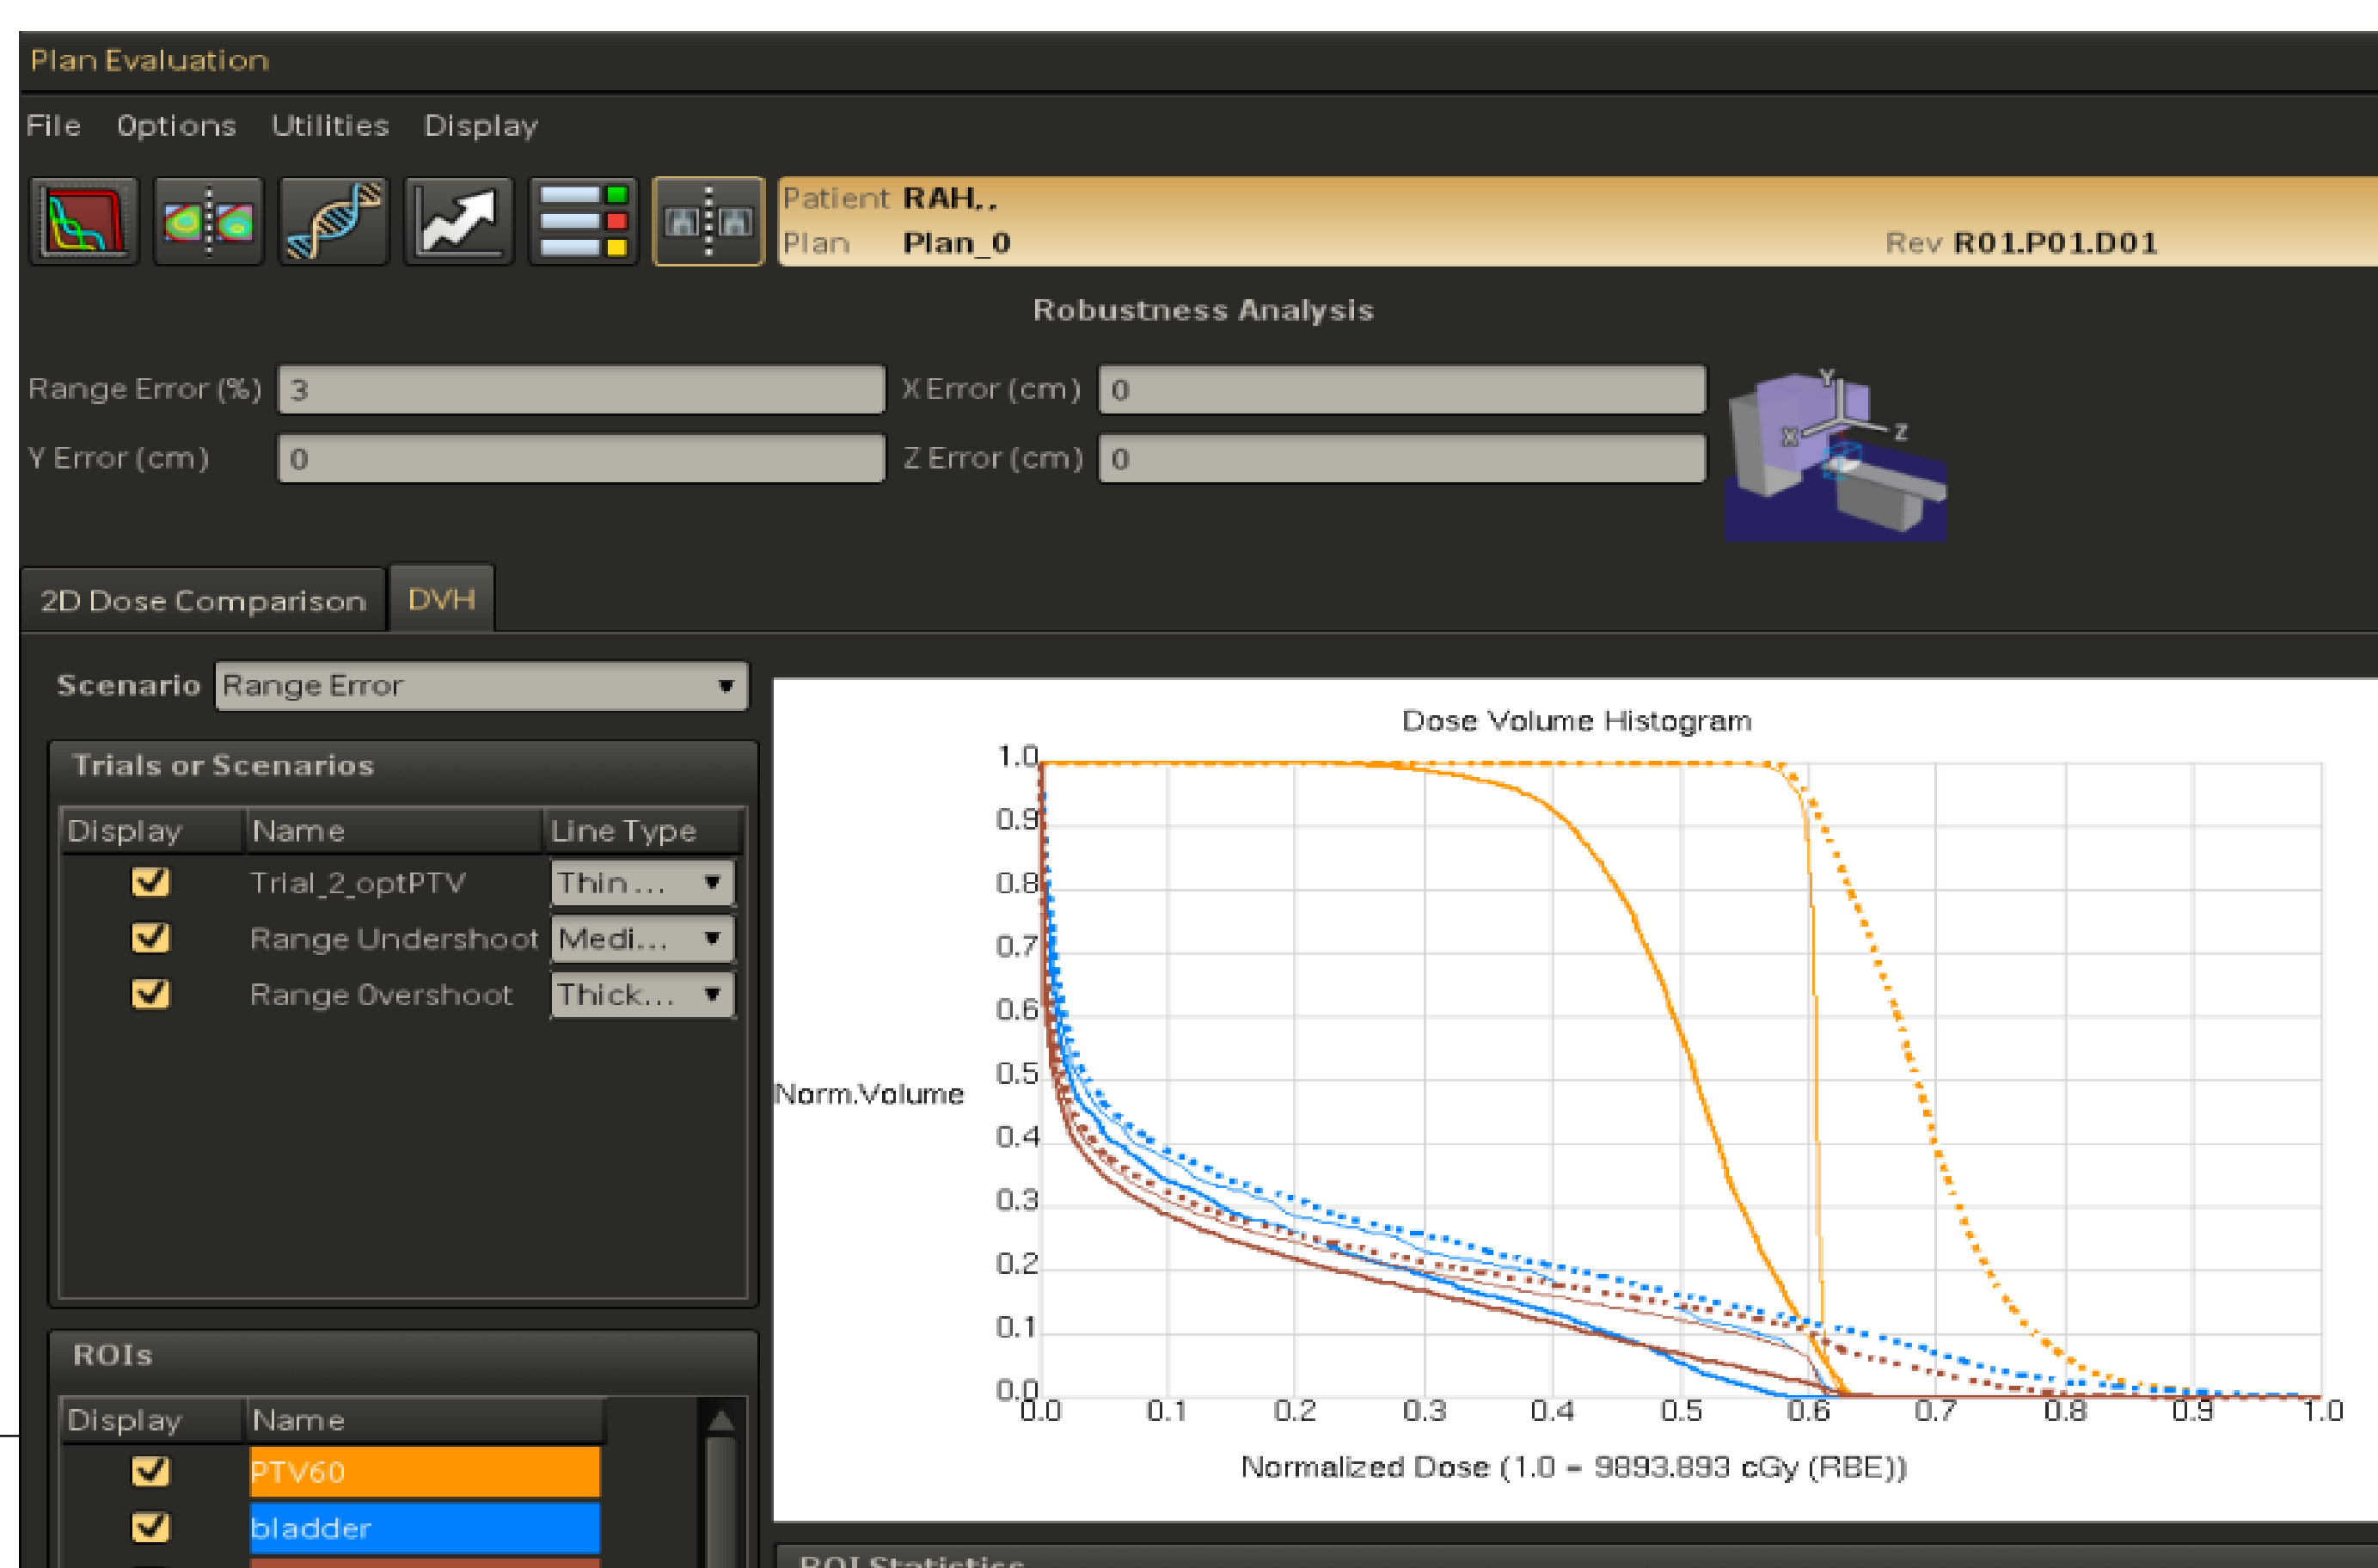 Plan Evaluation
File Options Utilities Display
Patient RAH,,
Plan Plan_0 Rev R01.P01.D01
Robustness Analysis
Range Error (%) 3 X Error (cm) 0
Y Error (cm) 0 Z Error (cm) 0
Y
X Z
2D Dose Comparison DVH
Scenario Range Error
Trials or Scenarios
Display Name Line Type
Trial_2_optPTV Thin ...
Range Undershoot Medi...
Range Overshoot Thick...
ROIs
Display Name
PTV60
bladder
Dose Volume Histogram
1.0
0.9
0.8
0.7
0.6
0.5
Norm.Volume
0.4
0.3
0.2
0.1
0.0
0.0 0.1 0.2 0.3 0.4 0.5 0.6 0.7 0.8 0.9 1.0
Normalized Dose (1.0 = 9893.893 cGy (RBE))
ROI Statistics